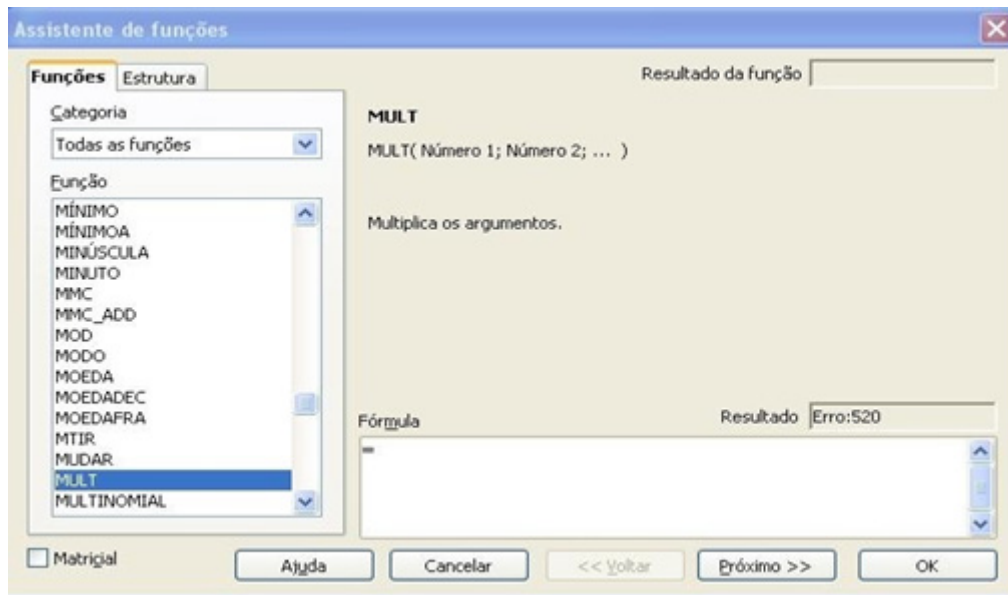 Assistente de funções
Funções Estrutura
Resultado da função
Categoria
Todas as funções
Função
MÍNIMO
MÍNIMOA
MINÚSCULA
MINUTO
MMC
MMC_ADD
MOD
MODO
MOEDA
MOEDADEC
MOEDAFRA
MTIR
MUDAR
MULT
MULTINOMIAL
MULT
MULT( Número 1; Número 2; ... )
Multiplica os argumentos.
Fórmula
Resultado Erro:520
=
Matricial
Ajuda Cancelar << Voltar Próximo >> OK